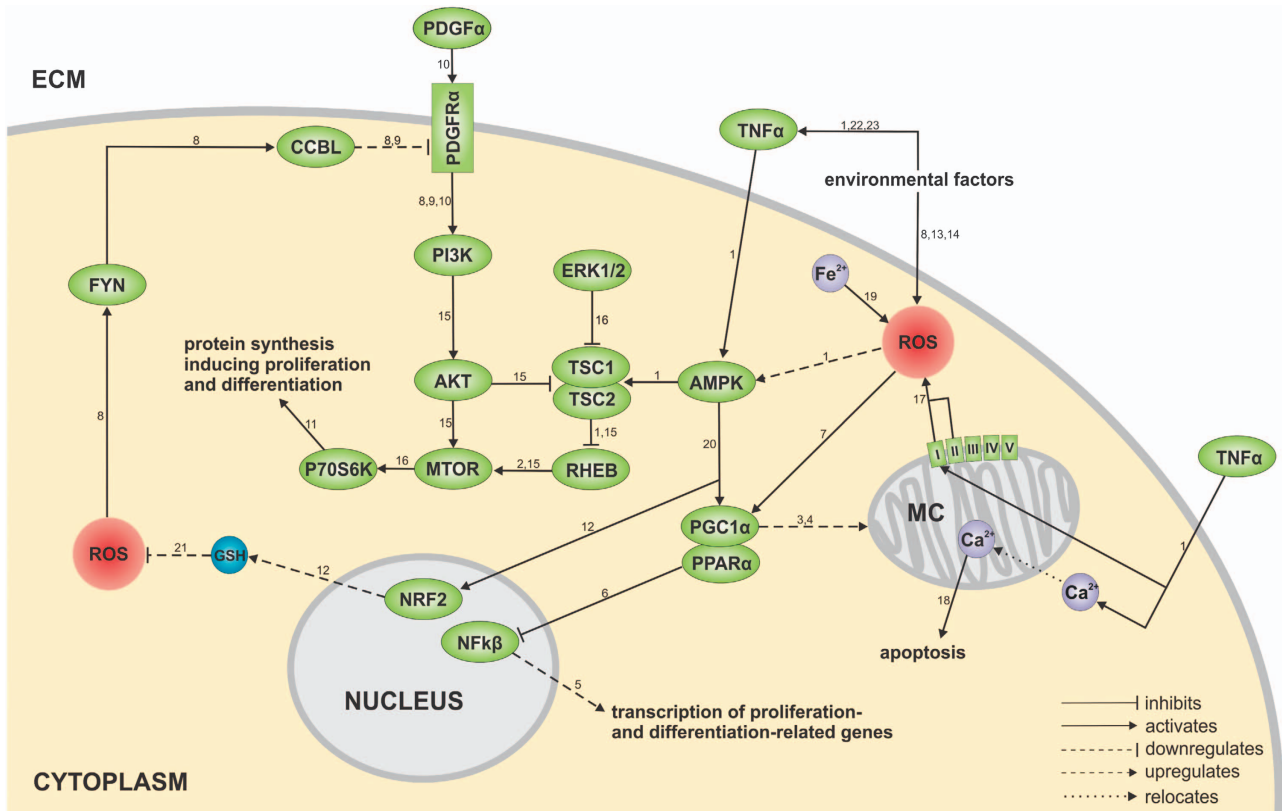 PDGFα
10
ECM
PDGFRα
TNFα
1,22,23
8
CCBL
8,9
environmental factors
8,9,10
8,13,14
PI3K
ERK1/2
1
Fe²⁺
FYN
19
15
16
ROS
protein synthesis
inducing proliferation
and differentiation
TSC1
1
AKT
15
1
AMPK
TSC2
17
8
11
15
1,15
20
7
I
II
III
IV
V
P70S6K
16
MTOR
2,15
RHEB
TNFα
MC
PGC1α
3,4
12
Ca²⁺
1
ROS
21
GSH
PPARα
12
Ca²⁺
NRF2
6
18
NFkβ
apoptosis
5
NUCLEUS
transcription of proliferation-
and differentiation-related genes
inhibits
activates
downregulates
upregulates
relocates
CYTOPLASM